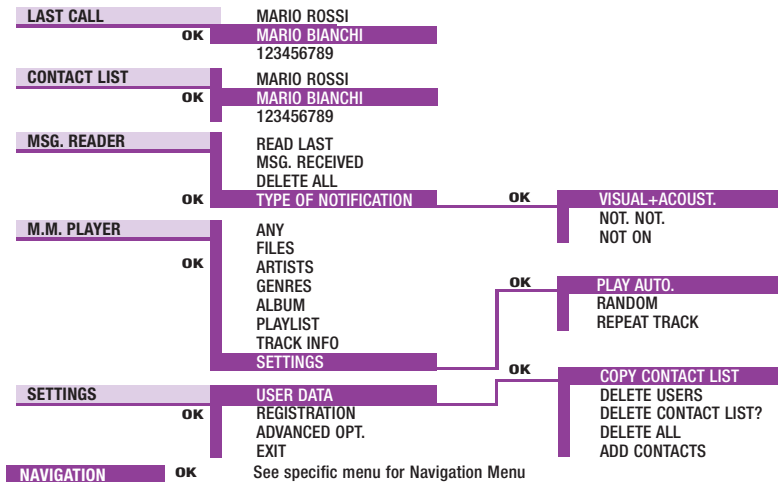 LAST CALL
OK
MARIO ROSSI
MARIO BIANCHI
123456789
CONTACT LIST
OK
MARIO ROSSI
MARIO BIANCHI
123456789
MSG. READER
OK
READ LAST
MSG. RECEIVED
DELETE ALL
TYPE OF NOTIFICATION
OK
VISUAL+ACOUST.
NOT. NOT.
NOT ON
M.M. PLAYER
OK
ANY
FILES
ARTISTS
GENRES
ALBUM
PLAYLIST
TRACK INFO
SETTINGS
OK
PLAY AUTO.
RANDOM
REPEAT TRACK
SETTINGS
OK
USER DATA
REGISTRATION
ADVANCED OPT.
EXIT
OK
COPY CONTACT LIST
DELETE USERS
DELETE CONTACT LIST?
DELETE ALL
ADD CONTACTS
NAVIGATION OK See specific menu for Navigation Menu